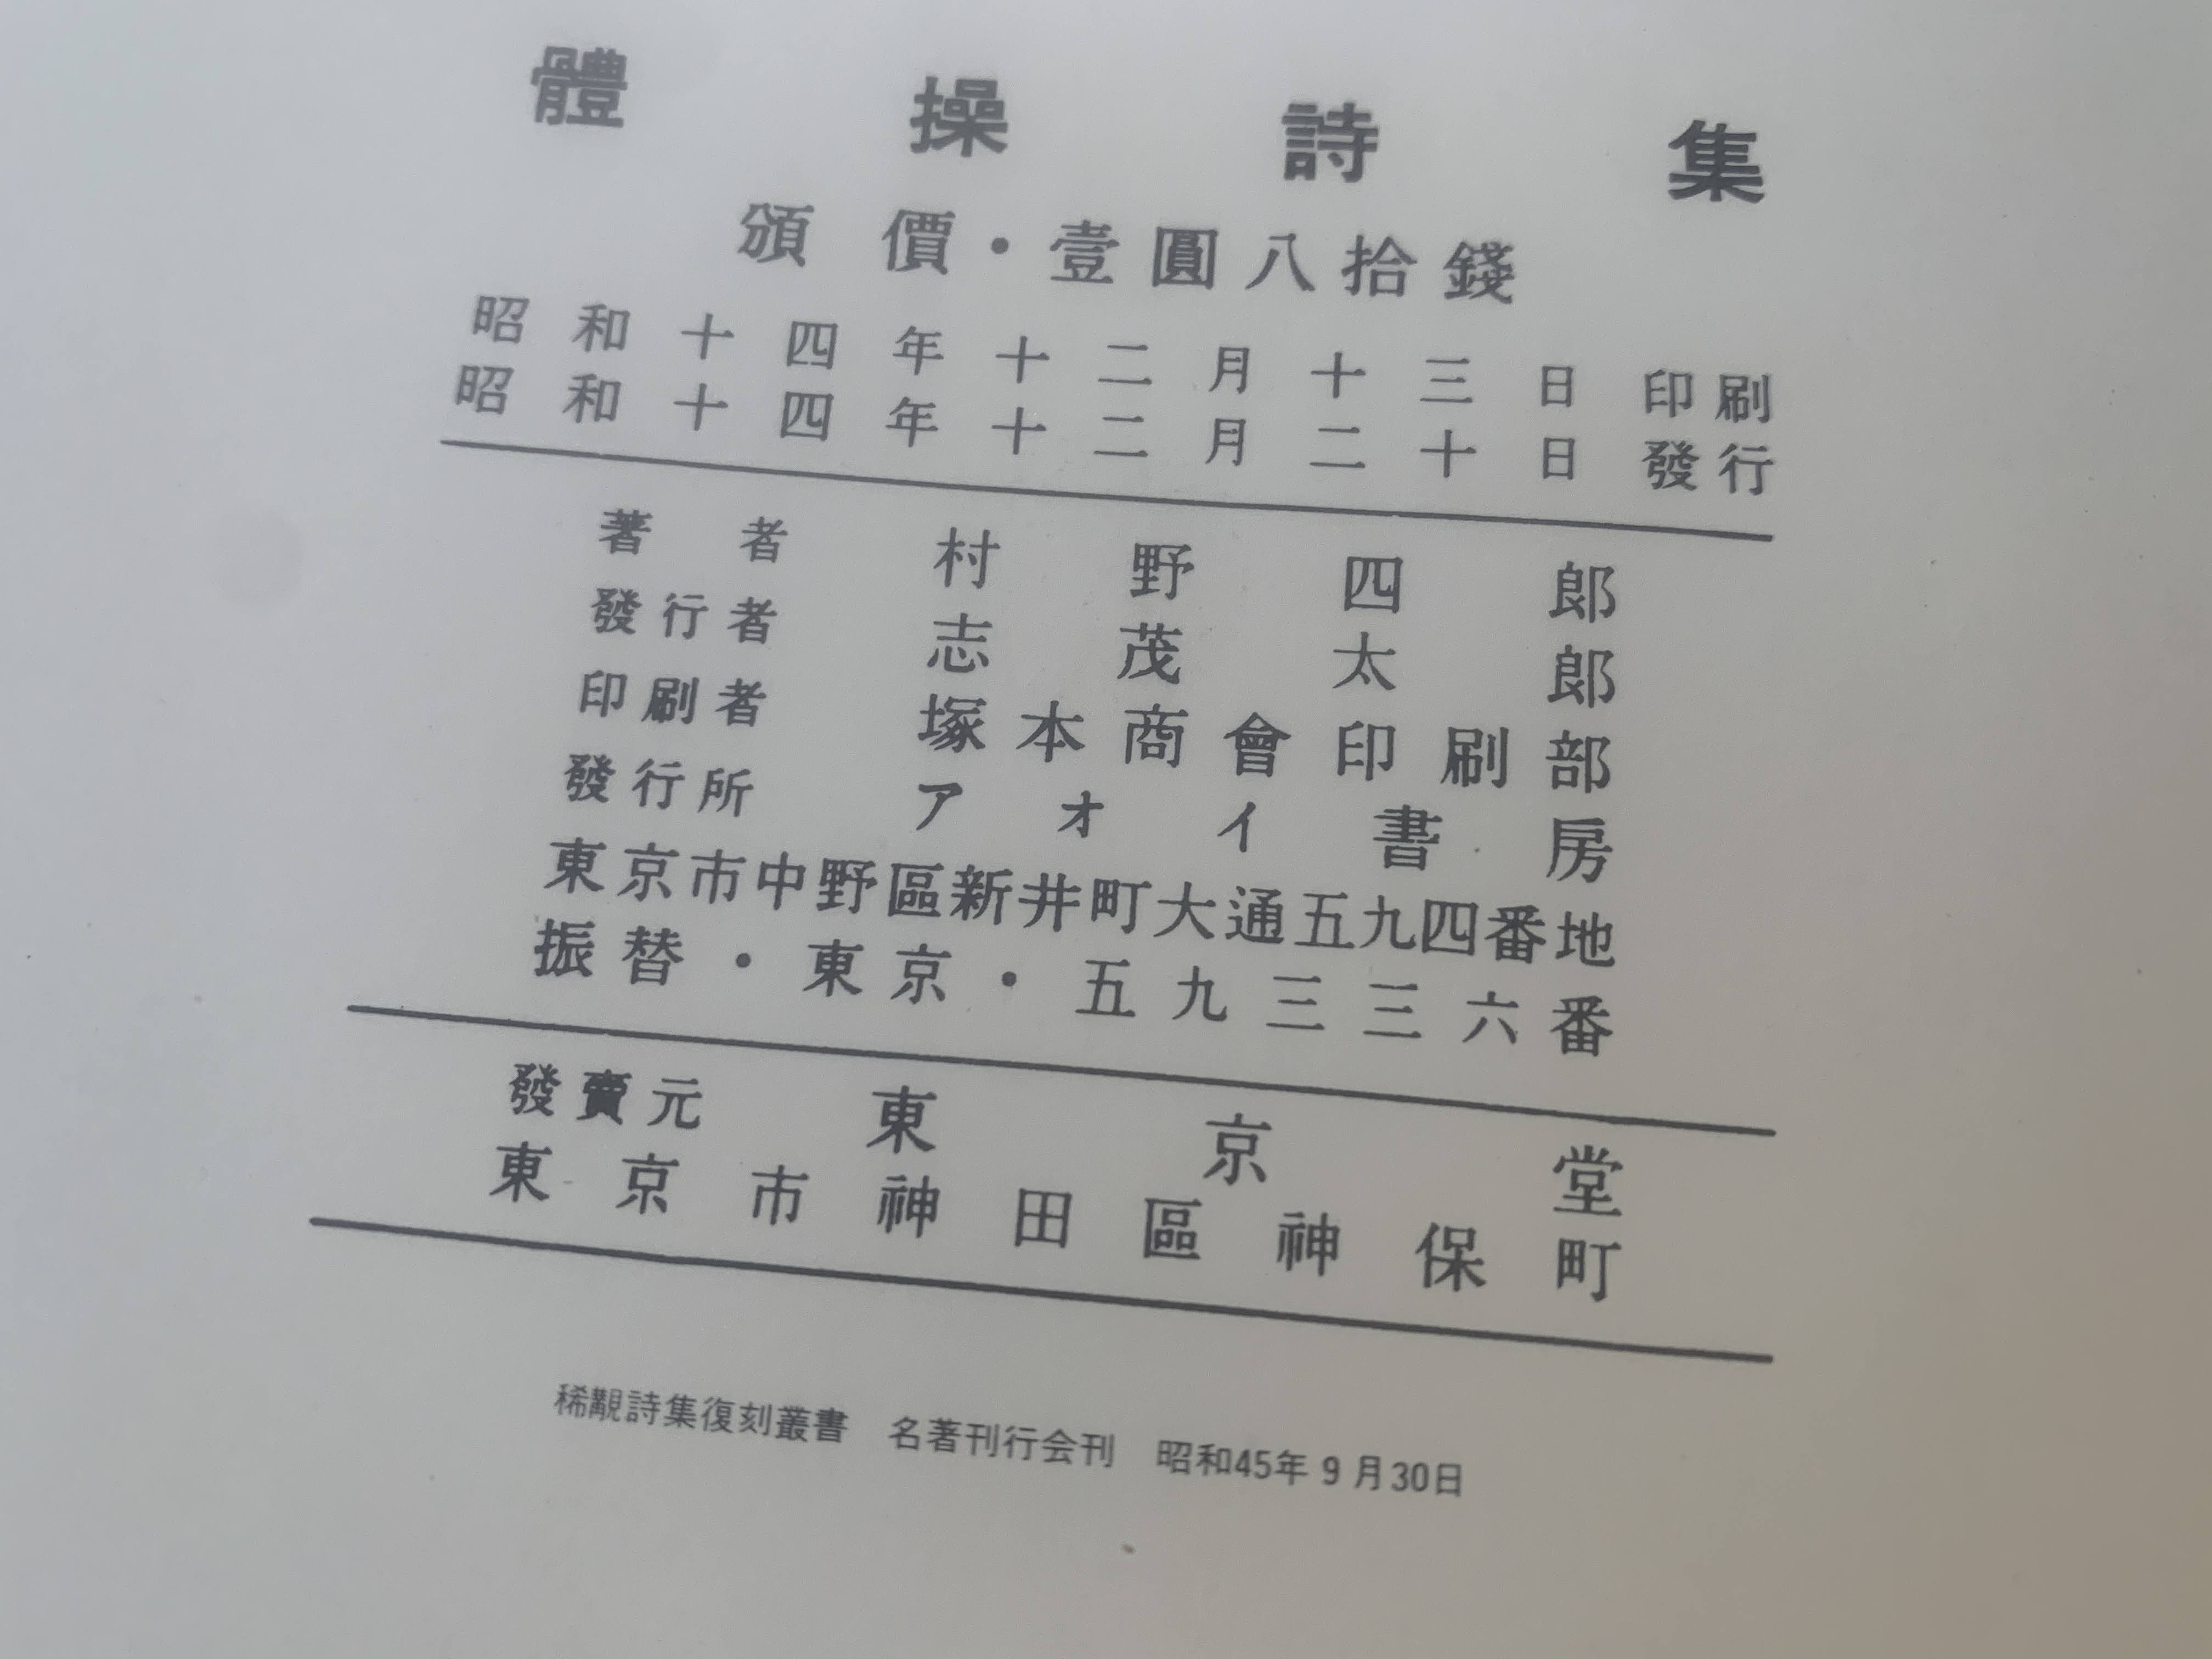 體操詩集
頒價・壹圓八拾錢
昭和十四年十二月十三日印刷
昭和十四年十二月二十日發行
著者 村野四郎
發行者 志茂太郎
印刷者 塚本商會印刷部
發行所 アオイ書房
東京市中野區新井町大通五九四番地
振替・東京・五九三三六番
發賣元 東京堂
東京市神田區神保町
稀覯詩集復刻叢書 名著刊行会刊 昭和45年9月30日